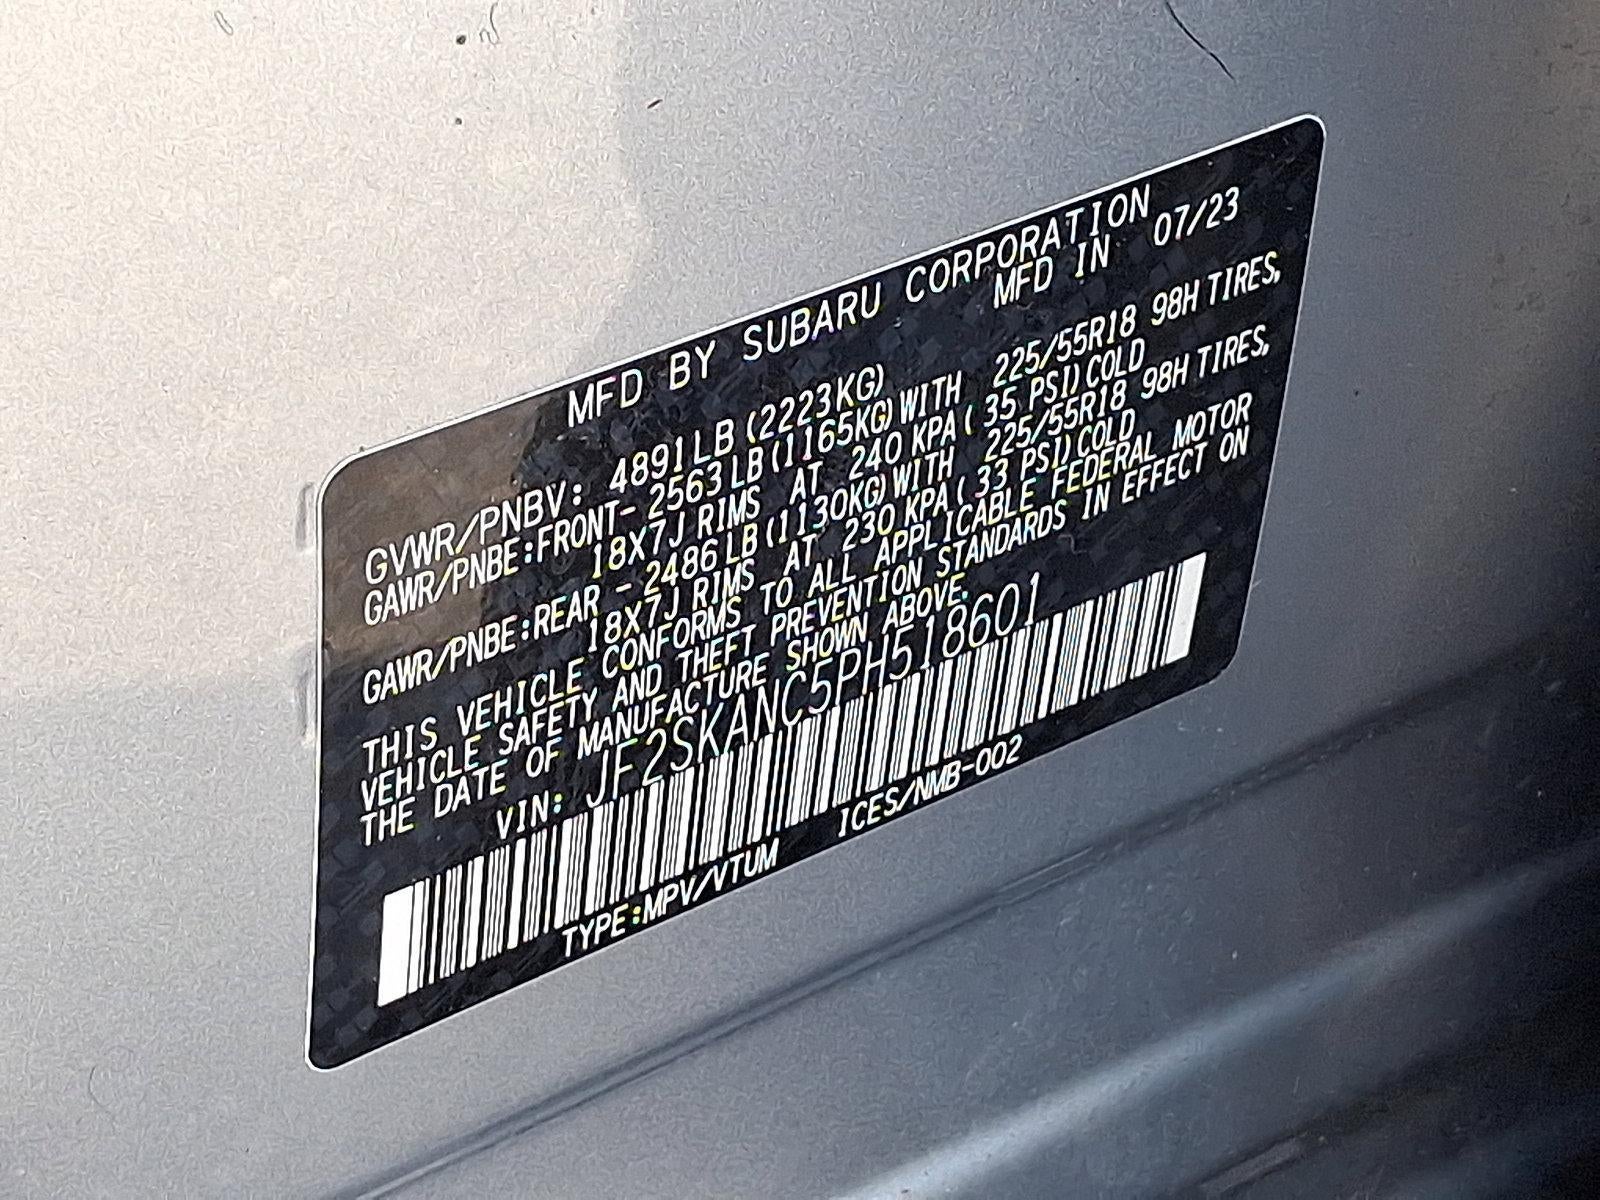 MFD BY SUBARU CORPORATION
MFD IN 07/23
GVWR/PNBV: 4891LB(2223KG)
GAWR/PNBE:FRONT- 2563LB(1165KG)WITH 225/55R18 98H TIRES,
18X7J RIMS AT 240 KPA( 35 PSI)COLD
GAWR/PNBE:REAR - 2486LB(1130KG)WITH 225/55R18 98H TIRES,
18X7J RIMS AT 230 KPA( 33 PSI)COLD
THIS VEHICLE CONFORMS TO ALL APPLICABLE FEDERAL MOTOR
VEHICLE SAFETY AND THEFT PREVENTION STANDARDS IN EFFECT ON
THE DATE OF MANUFACTURE SHOWN ABOVE.
VIN: JF2SKANC5PH518601
TYPE:MPV/VTUM ICES/NMB-002